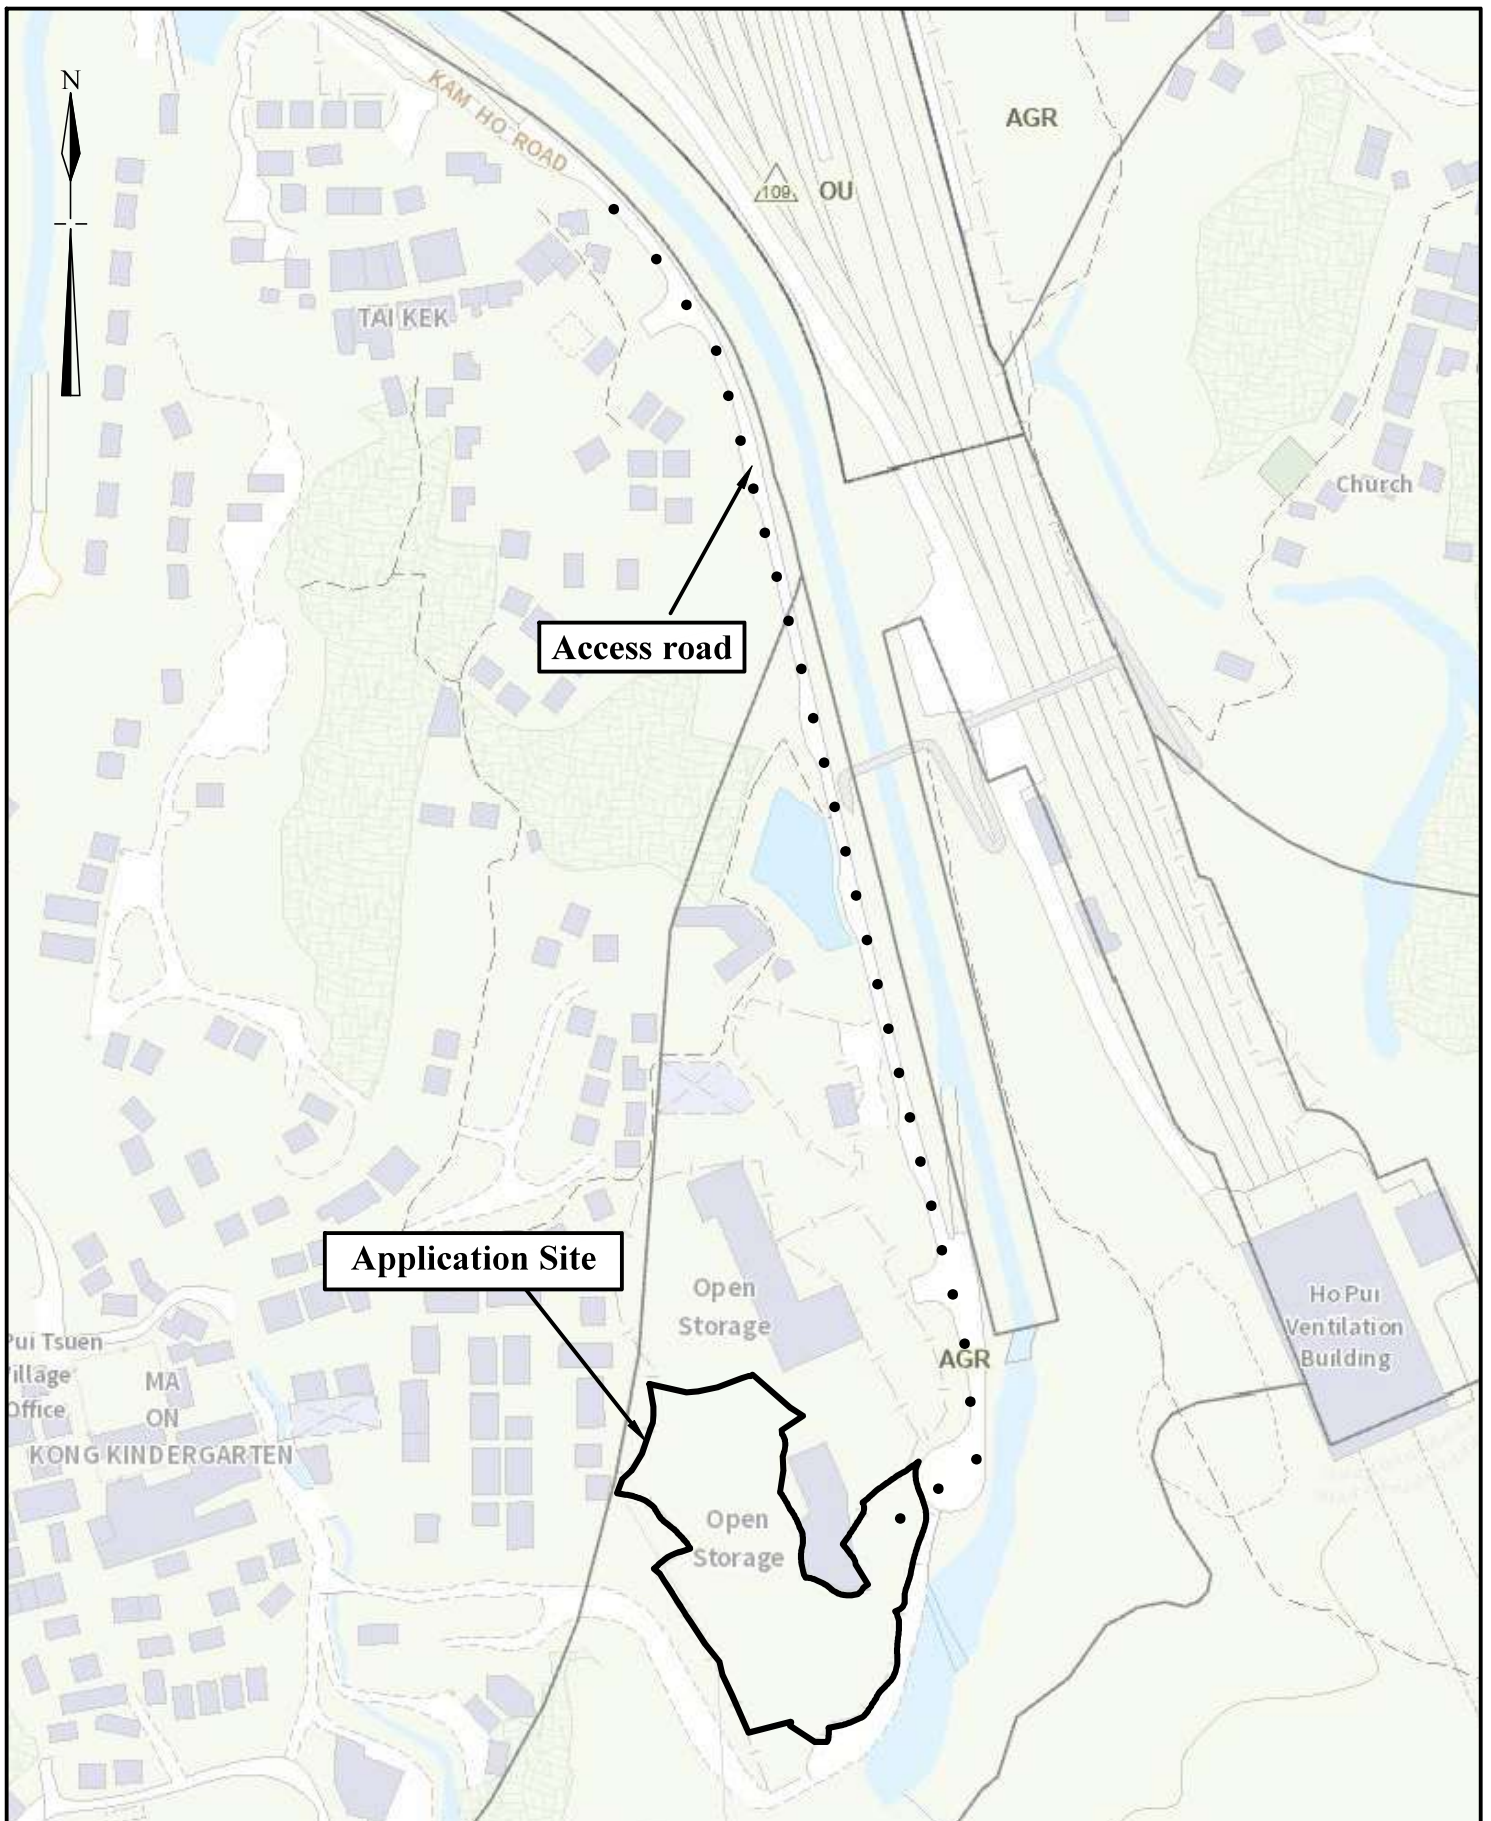 N
KAM HO ROAD
AGR
109
OU
TAI KEK
Church
Access road
Application Site
Open
Storage
Ho Pui
Ventilation
Building
Pui Tsuen
Village
Office
MA
ON
KONG KINDERGARTEN
AGR
Open
Storage